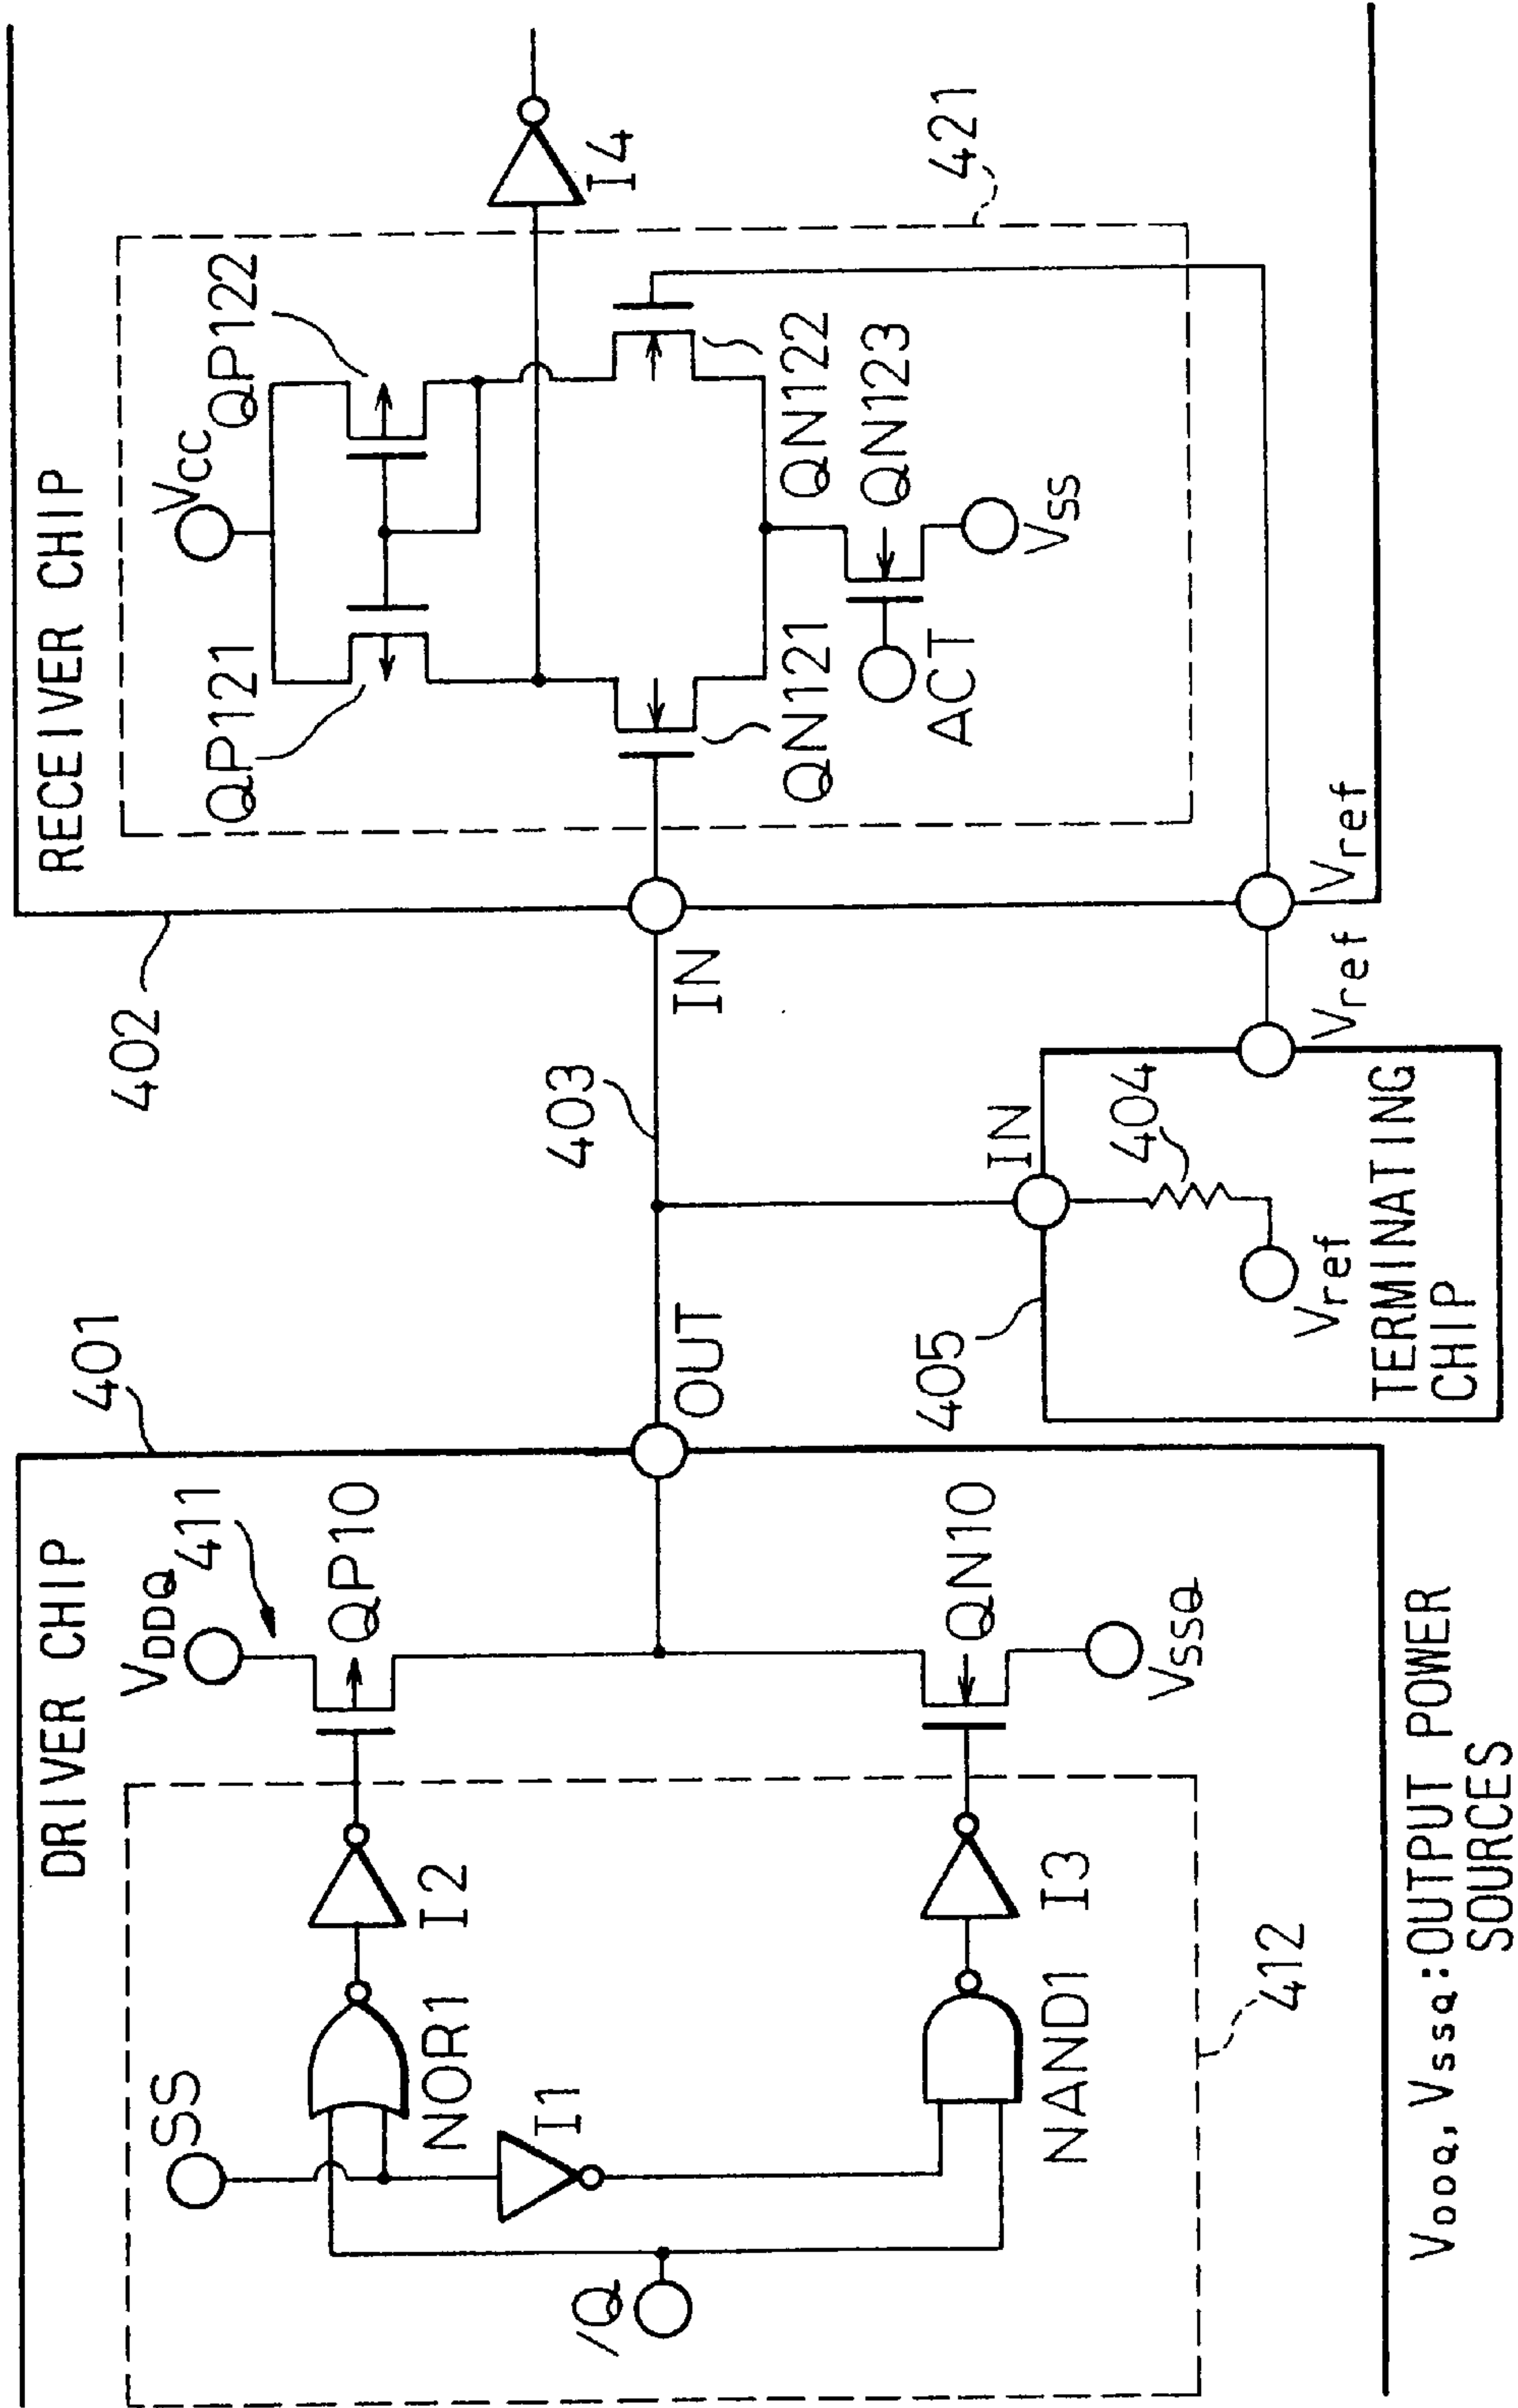 DRIVER CHIP
401
SS
VDDQ
411
NOR1
I2
QP10
I1
/Q
OUT
NAND1
I3
QN10
VSSQ
412
VDDQ, VSSQ:OUTPUT POWER
SOURCES
403
IN
405
IN
404
Vref
TERMINATING
CHIP
Vref
402
RECEIVER CHIP
VCC
QP121
QP122
I4
QN121
QN122
ACT
QN123
VSS
421
Vref